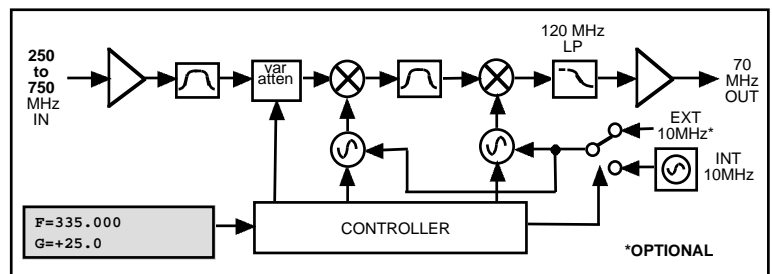 250
to
750
MHz
IN
var
atten
120 MHz
LP
70
MHz
OUT
EXT
10MHz*
INT
10MHz
F=335.000
G=+25.0
CONTROLLER
*OPTIONAL